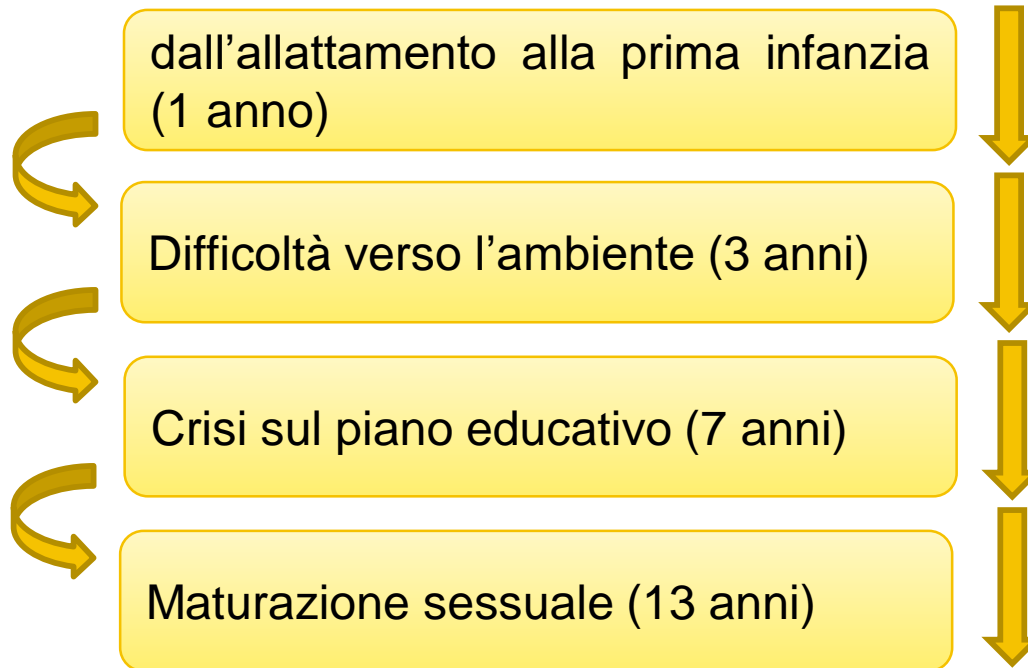 dall’allattamento alla prima infanzia
(1 anno)
Difficoltà verso l’ambiente (3 anni)
Crisi sul piano educativo (7 anni)
Maturazione sessuale (13 anni)